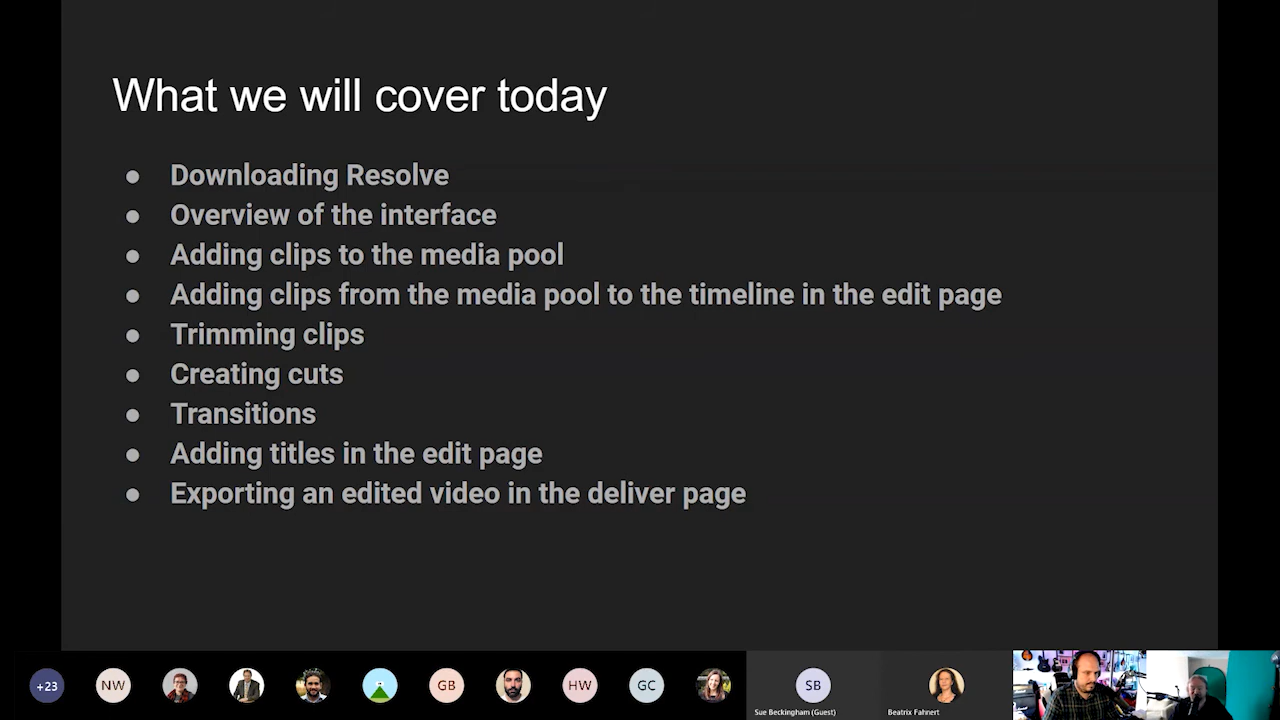 What we will cover today
● Downloading Resolve
● Overview of the interface
● Adding clips to the media pool
● Adding clips from the media pool to the timeline in the edit page
● Trimming clips
● Creating cuts
● Transitions
● Adding titles in the edit page
● Exporting an edited video in the deliver page
+23 NW GB HW GC SB
Sue Beckingham (Guest) Beatrix Fahnert